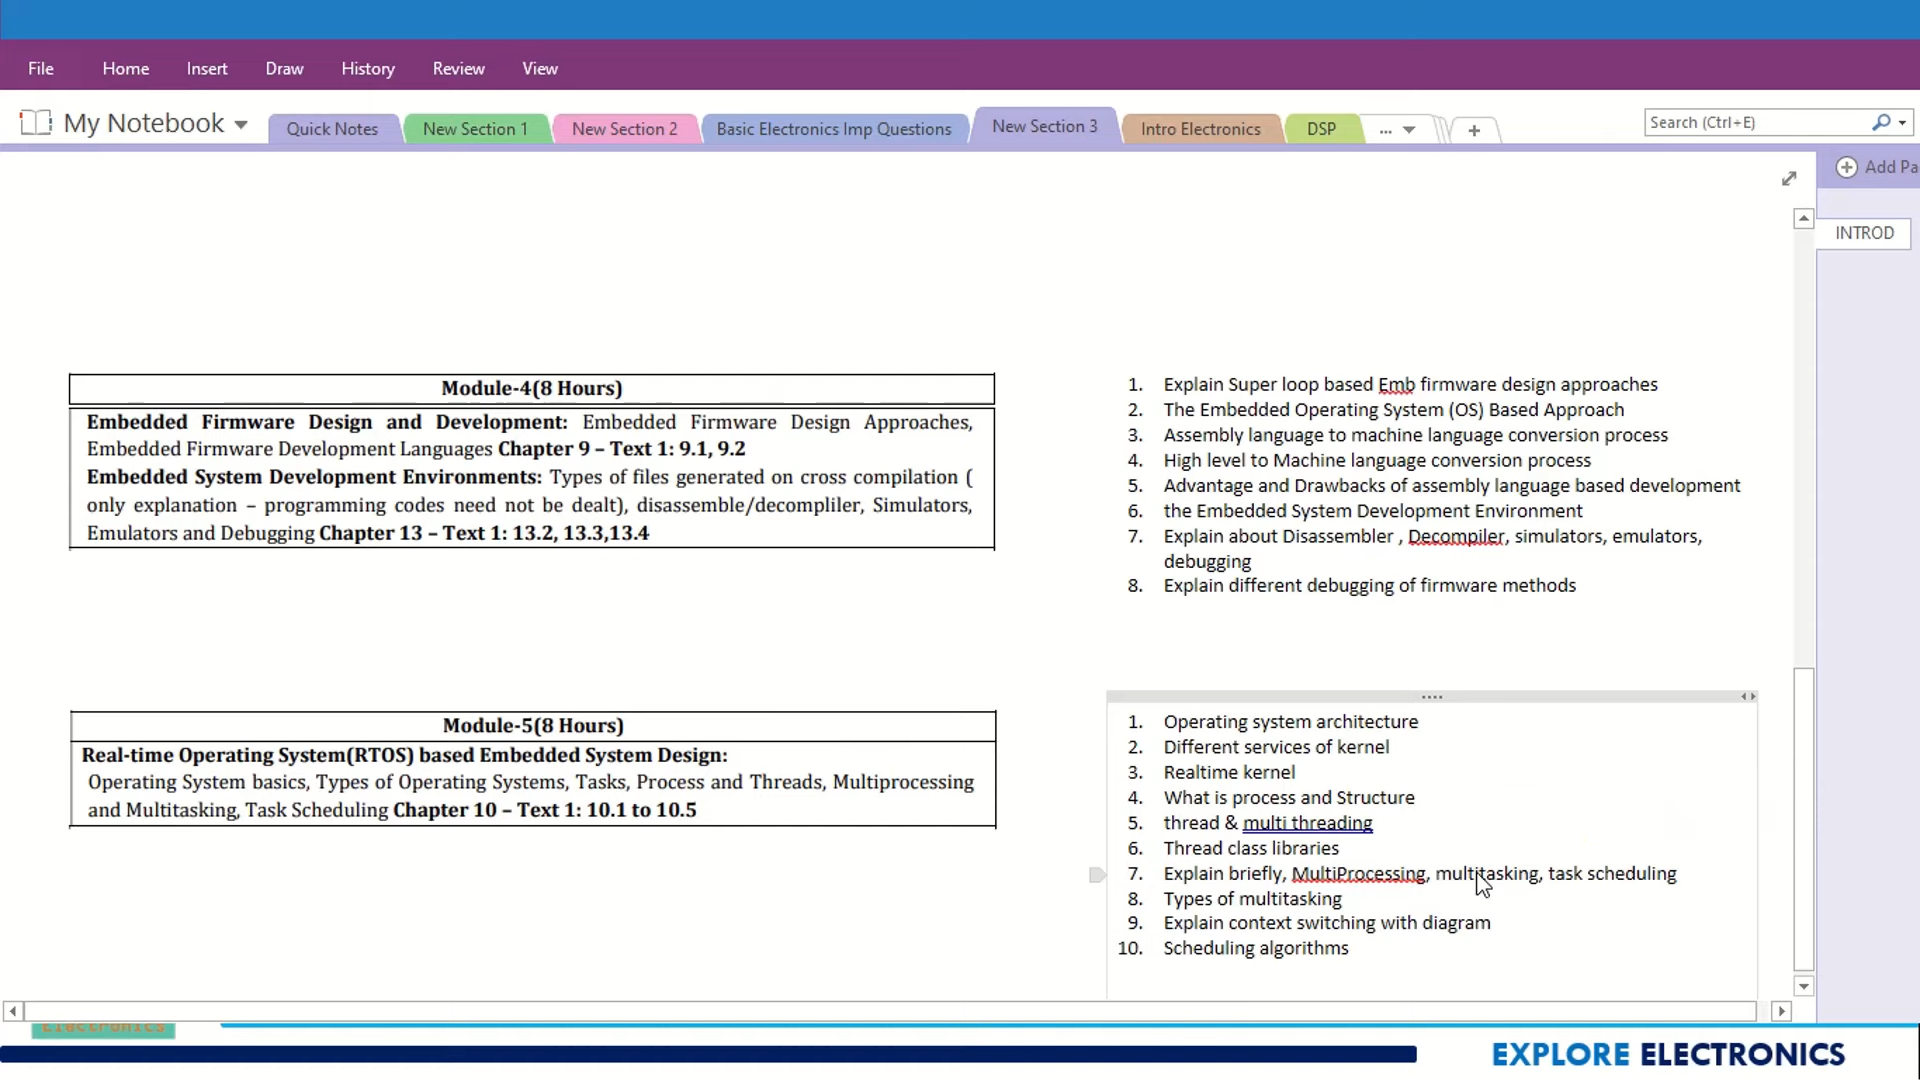 File Home Insert Draw History Review View
My Notebook Quick Notes New Section 1 New Section 2 Basic Electronics Imp Questions New Section 3 Intro Electronics DSP ... Search (Ctrl+E)
Add Pa
INTROD
Module-4(8 Hours)
Embedded Firmware Design and Development: Embedded Firmware Design Approaches,
Embedded Firmware Development Languages Chapter 9 – Text 1: 9.1, 9.2
Embedded System Development Environments: Types of files generated on cross compilation (
only explanation – programming codes need not be dealt), disassemble/decompliler, Simulators,
Emulators and Debugging Chapter 13 – Text 1: 13.2, 13.3,13.4
1. Explain Super loop based Emb firmware design approaches
2. The Embedded Operating System (OS) Based Approach
3. Assembly language to machine language conversion process
4. High level to Machine language conversion process
5. Advantage and Drawbacks of assembly language based development
6. the Embedded System Development Environment
7. Explain about Disassembler , Decompiler, simulators, emulators,
debugging
8. Explain different debugging of firmware methods
Module-5(8 Hours)
Real-time Operating System(RTOS) based Embedded System Design:
Operating System basics, Types of Operating Systems, Tasks, Process and Threads, Multiprocessing
and Multitasking, Task Scheduling Chapter 10 – Text 1: 10.1 to 10.5
1. Operating system architecture
2. Different services of kernel
3. Realtime kernel
4. What is process and Structure
5. thread & multi threading
6. Thread class libraries
7. Explain briefly, MultiProcessing, multitasking, task scheduling
8. Types of multitasking
9. Explain context switching with diagram
10. Scheduling algorithms
Electronics
EXPLORE ELECTRONICS